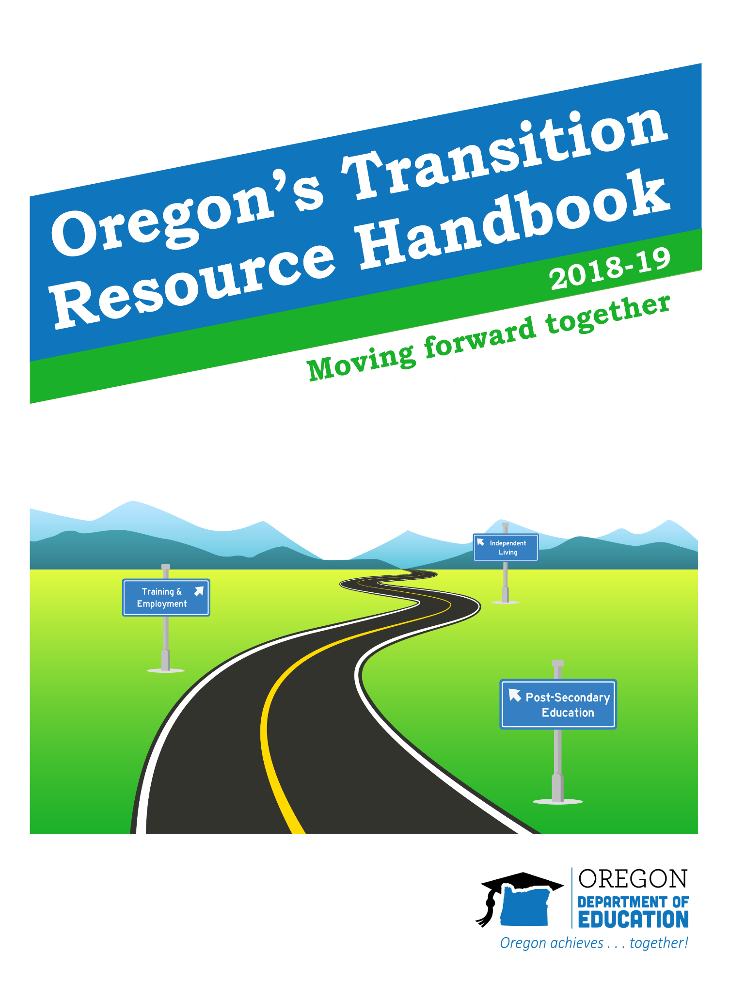 Oregon’s Transition
Resource Handbook
2018-19
Moving forward together
Independent
Living
Training &
Employment
Post-Secondary
Education
OREGON
DEPARTMENT OF
EDUCATION
Oregon achieves . . . together!